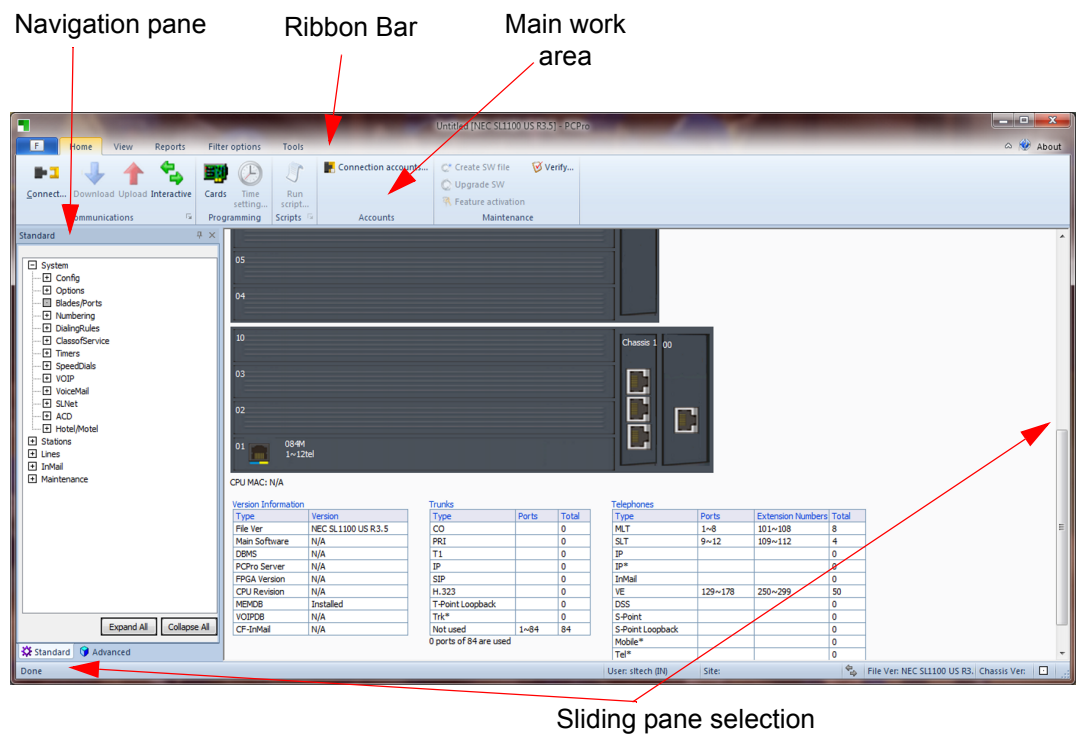 Navigation pane
Ribbon Bar
Main work
area
Untitled [NEC SL1100 US R3.5] - PCPro
F Home View Reports Filter options Tools About
Connection accounts... Create SW file Verify...
Upgrade SW
Connect... Download Upload Interactive Cards Time Run
setting... script... Feature activation
Communications Programming Scripts Accounts Maintenance
Standard
System
Config
Options
Blades/Ports
Numbering
DialingRules
ClassofService
Timers
SpeedDials
VOIP
VoiceMail
SLNet
ACD
Hotel/Motel
Stations
Lines
InMail
Maintenance
Expand All Collapse All
Standard Advanced
05
04
10 Chassis 1 00
03
02
01 084M
1~12tel
CPU MAC: N/A
Version Information
Type Version
File Ver NEC SL1100 US R3.5
Main Software N/A
DBMS N/A
PCPro Server N/A
FPGA Version N/A
CPU Revision N/A
MEMDB Installed
VOIPDB N/A
CF-InMail N/A
Trunks
Type Ports Total
CO 0
PRI 0
T1 0
IP 0
SIP 0
H.323 0
T-Point Loopback 0
Trk* 0
Not used 1~84 84
0 ports of 84 are used
Telephones
Type Ports Extension Numbers Total
MLT 1~8 101~108 8
SLT 9~12 109~112 4
IP 0
IP* 0
InMail 0
VE 129~178 250~299 50
DSS 0
S-Point 0
S-Point Loopback 0
Mobile* 0
Tel* 0
Done User: sltech (IN) Site: File Ver: NEC SL1100 US R3. Chassis Ver:
Sliding pane selection